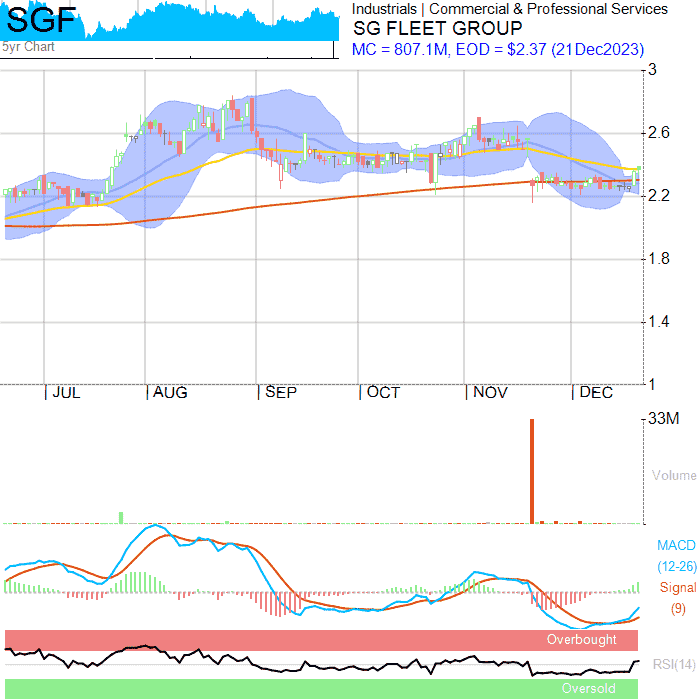 SGF
5yr Chart
Industrials | Commercial & Professional Services
SG FLEET GROUP
MC = 807.1M, EOD = $2.37 (21Dec2023)
3
2.6
2.2
1.8
1.4
1
JUL AUG SEP OCT NOV DEC
33M
Volume
MACD
(12-26)
Signal
(9)
Overbought
RSI(14)
Oversold